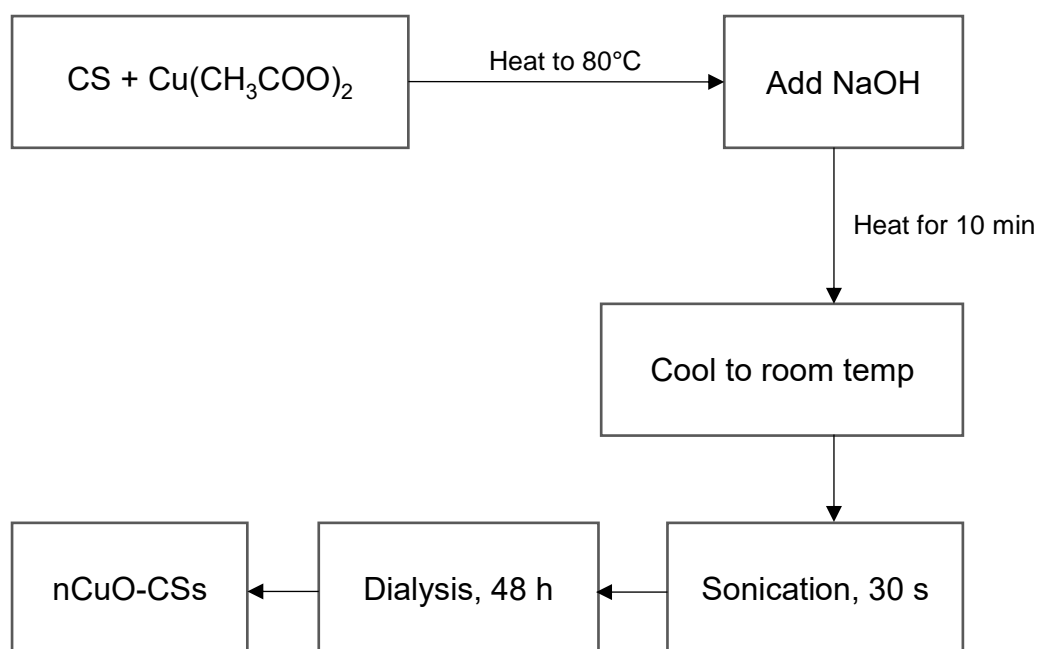 CS + Cu(CH₃COO)₂
Heat to 80°C
Add NaOH
Heat for 10 min
Cool to room temp
nCuO-CSs
Dialysis, 48 h
Sonication, 30 s